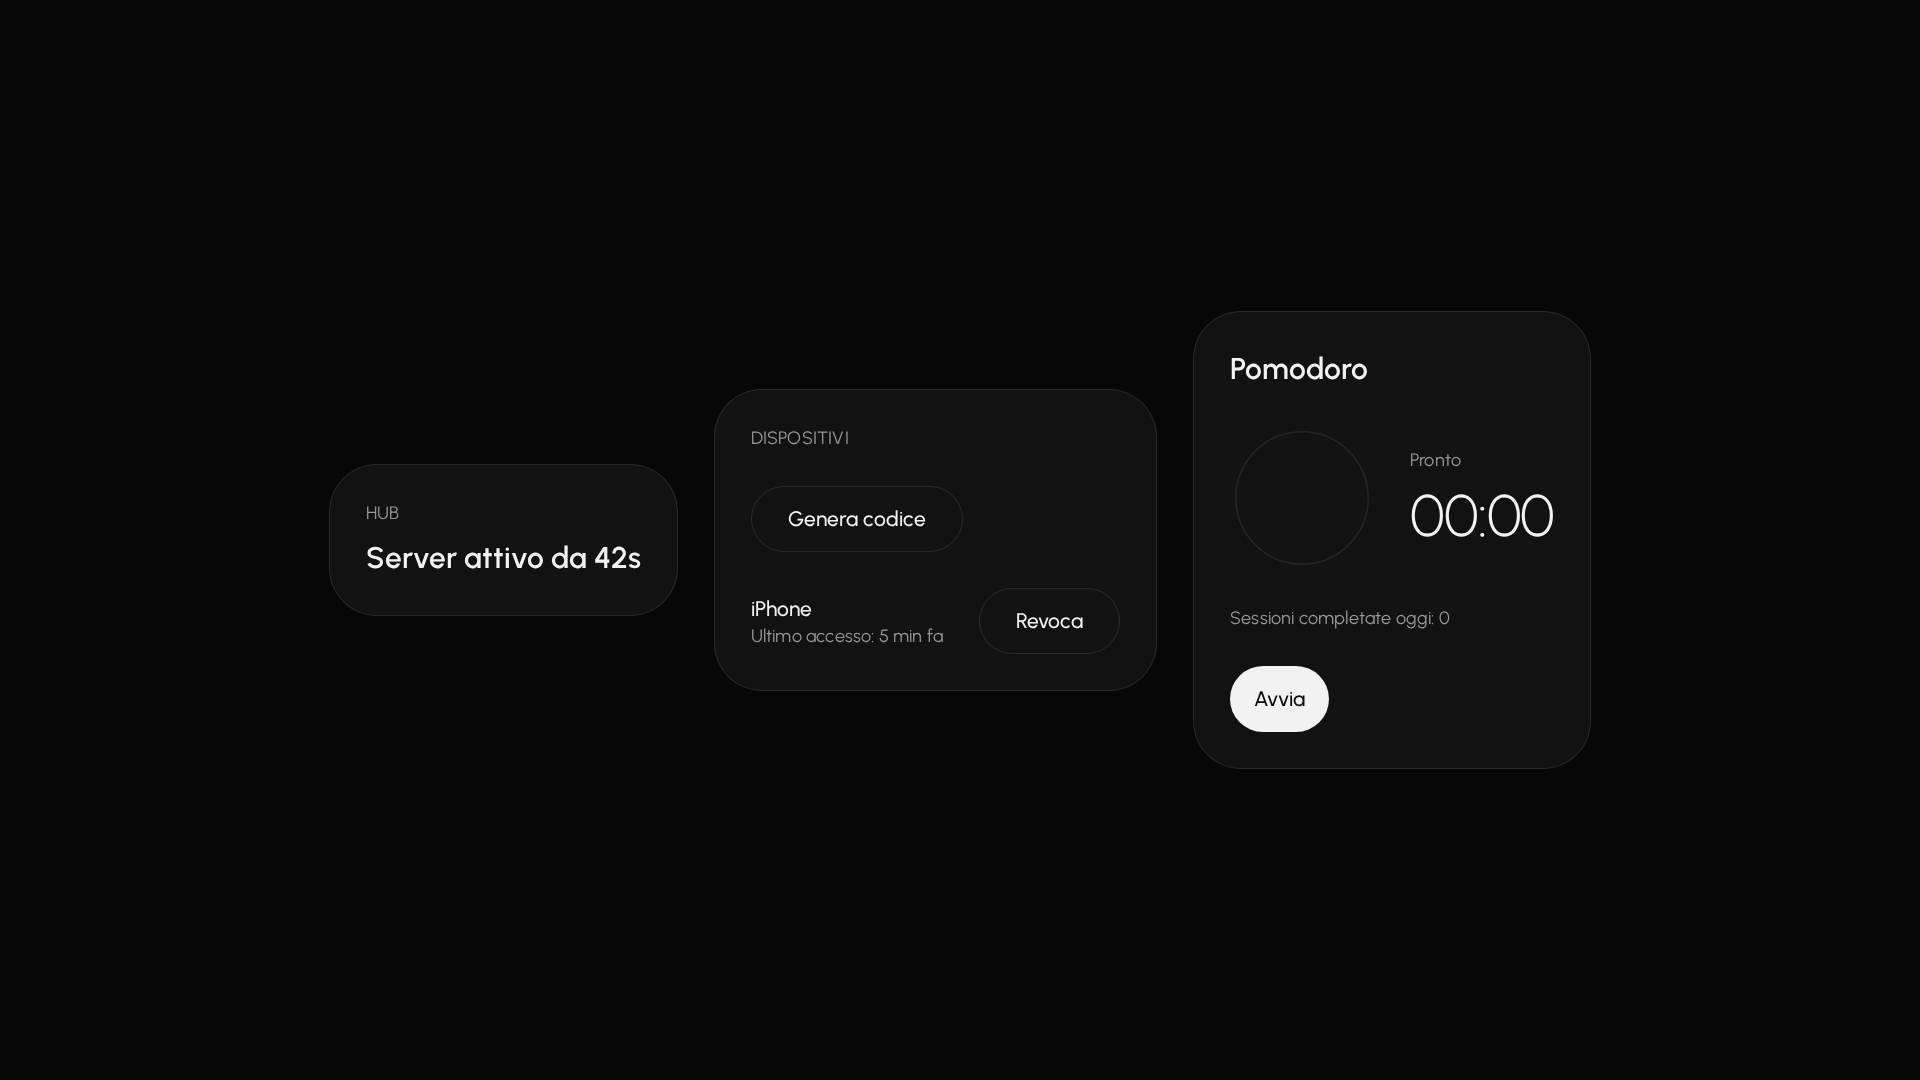 HUB
Server attivo da 42s
DISPOSITIVI
Genera codice
iPhone
Ultimo accesso: 5 min fa
Revoca
Pomodoro
Pronto
00:00
Sessioni completate oggi: 0
Avvia